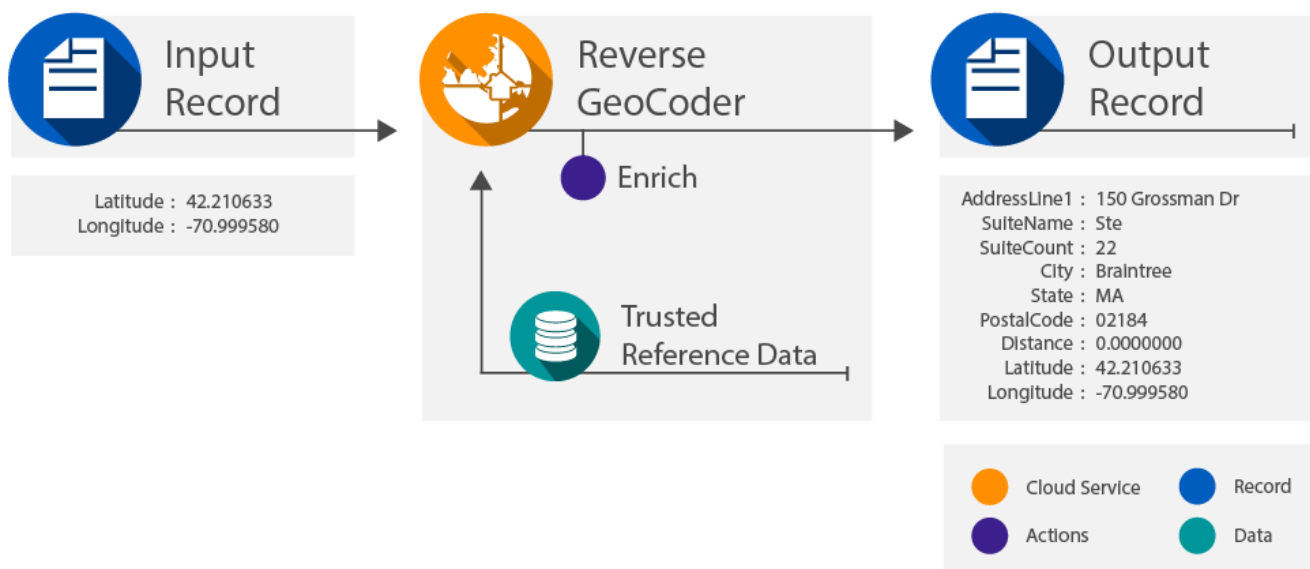 Input
Record
Latitude : 42.210633
Longitude : -70.999580
Reverse
GeoCoder
Enrich
Trusted
Reference Data
Output
Record
AddressLine1 : 150 Grossman Dr
SuiteName : Ste
SuiteCount : 22
City : Braintree
State : MA
PostalCode : 02184
Distance : 0.0000000
Latitude : 42.210633
Longitude : -70.999580
Cloud Service
Record
Actions
Data